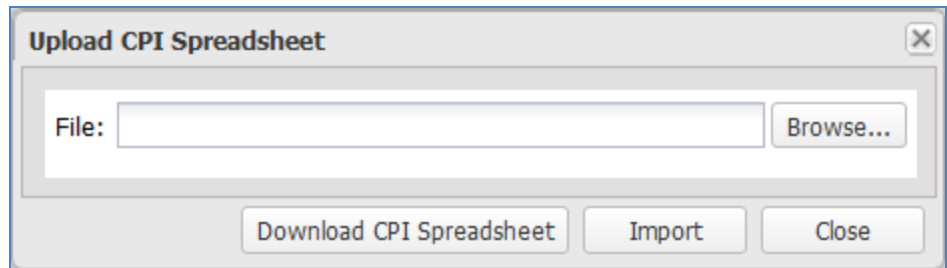 Upload CPI Spreadsheet
File: Browse...
Download CPI Spreadsheet Import Close